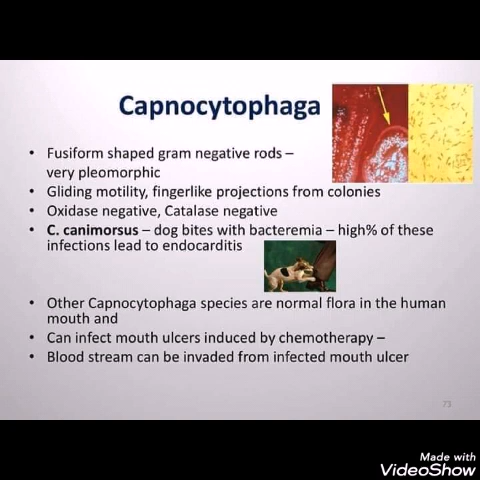 Capnocytophaga
• Fusiform shaped gram negative rods –
very pleomorphic
• Gliding motility, fingerlike projections from colonies
• Oxidase negative, Catalase negative
• C. canimorsus – dog bites with bacteremia – high% of these
infections lead to endocarditis
• Other Capnocytophaga species are normal flora in the human
mouth and
• Can infect mouth ulcers induced by chemotherapy –
• Blood stream can be invaded from infected mouth ulcer
73
Made with
VideoShow